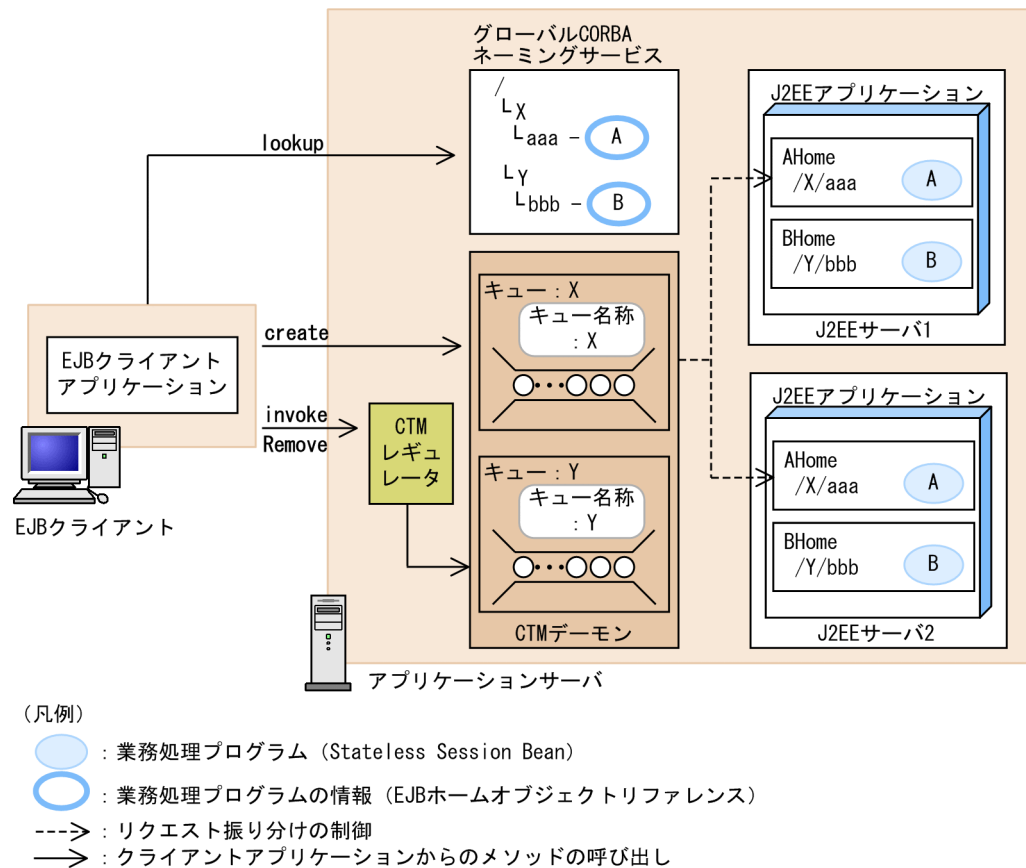 グローバルCORBA
ネーミングサービス
/
└X
└aaa - A
└Y
└bbb - B
lookup
create
invoke
Remove
EJBクライアント
アプリケーション
EJBクライアント
CTM
レギュ
レータ
キュー：X
キュー名称
：X
キュー：Y
キュー名称
：Y
CTMデーモン
J2EEアプリケーション
AHome
/X/aaa
A
BHome
/Y/bbb
B
J2EEサーバ1
J2EEアプリケーション
AHome
/X/aaa
A
BHome
/Y/bbb
B
J2EEサーバ2
アプリケーションサーバ
（凡例）
：業務処理プログラム（Stateless Session Bean）
：業務処理プログラムの情報（EJBホームオブジェクトリファレンス）
：リクエスト振り分けの制御
：クライアントアプリケーションからのメソッドの呼び出し